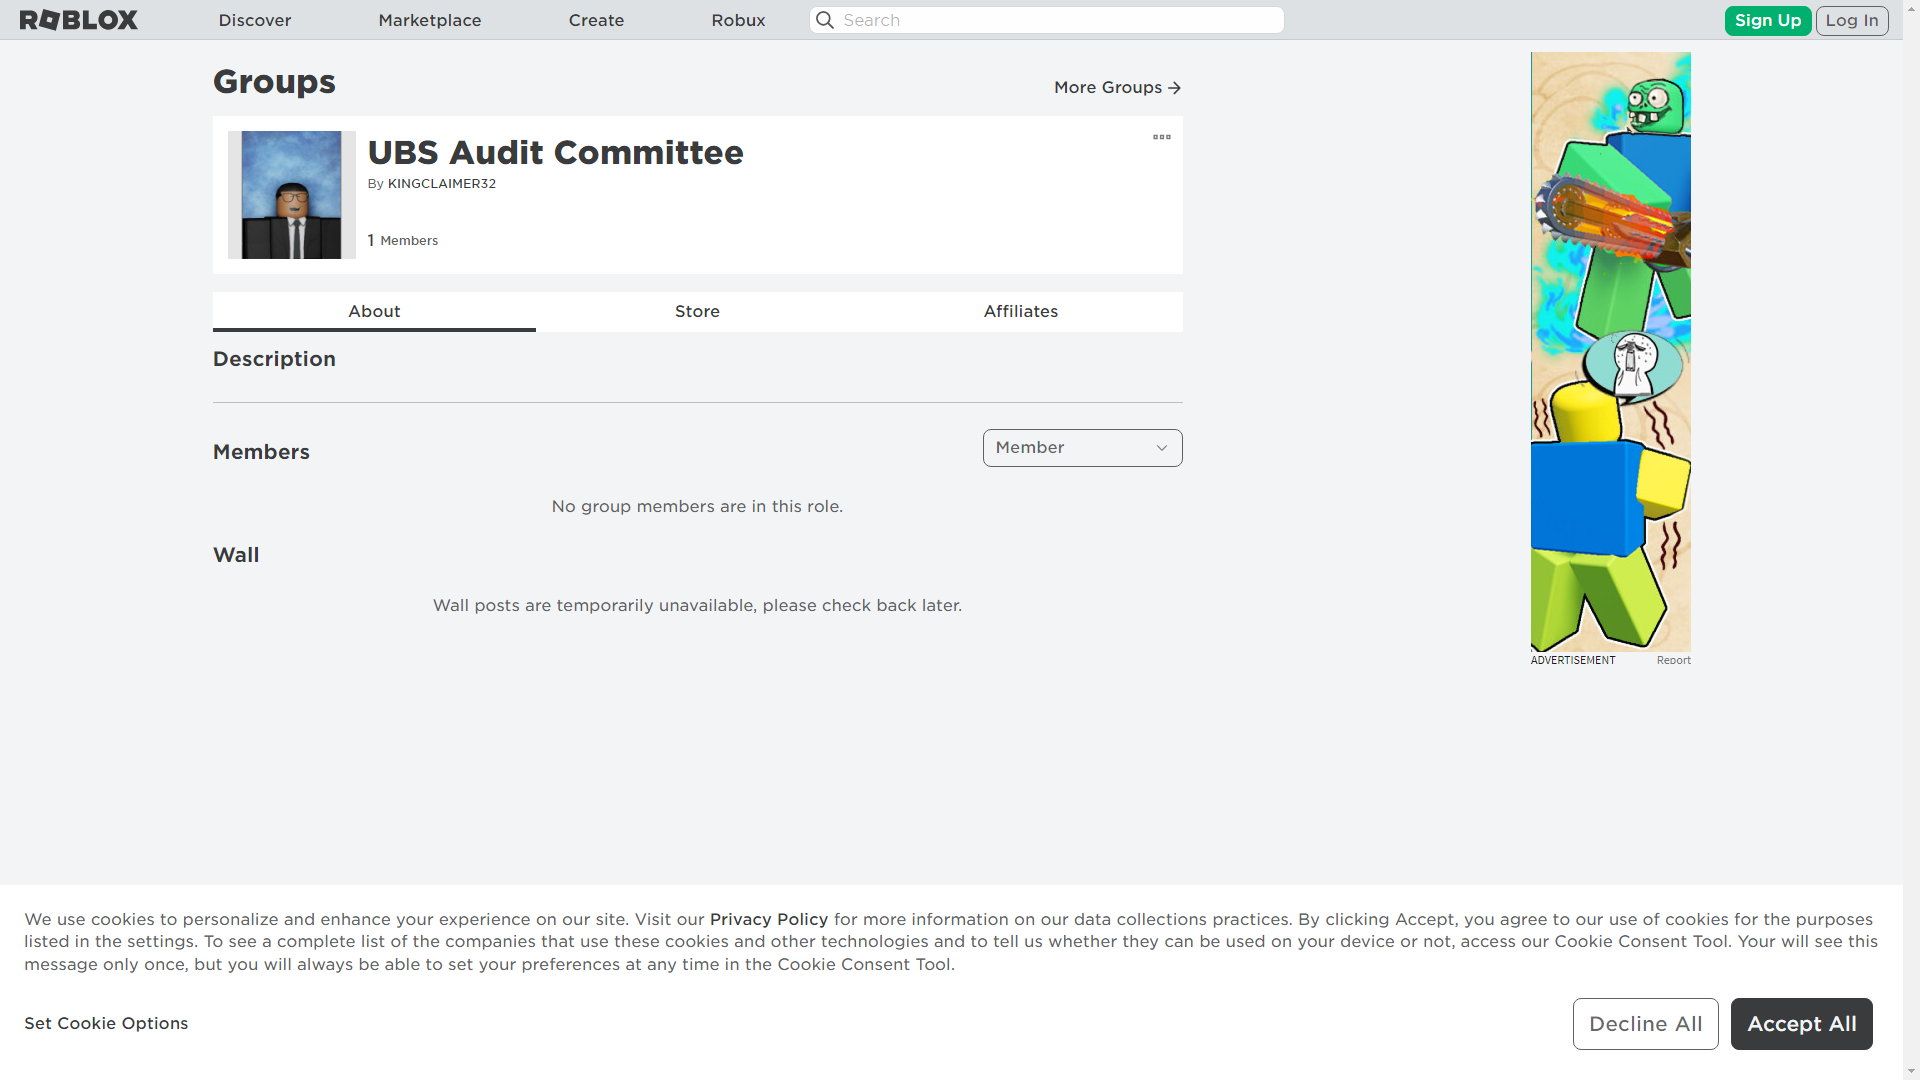 ROBLOX
Discover
Marketplace
Create
Robux
Search
Sign Up
Log In
Groups
More Groups
UBS Audit Committee
By KINGCLAIMER32
1 Members
About
Store
Affiliates
Description
Members
Member
No group members are in this role.
Wall
Wall posts are temporarily unavailable, please check back later.
ADVERTISEMENT
Report
We use cookies to personalize and enhance your experience on our site. Visit our Privacy Policy for more information on our data collections practices. By clicking Accept, you agree to our use of cookies for the purposes
listed in the settings. To see a complete list of the companies that use these cookies and other technologies and to tell us whether they can be used on your device or not, access our Cookie Consent Tool. Your will see this
message only once, but you will always be able to set your preferences at any time in the Cookie Consent Tool.
Set Cookie Options
Decline All
Accept All